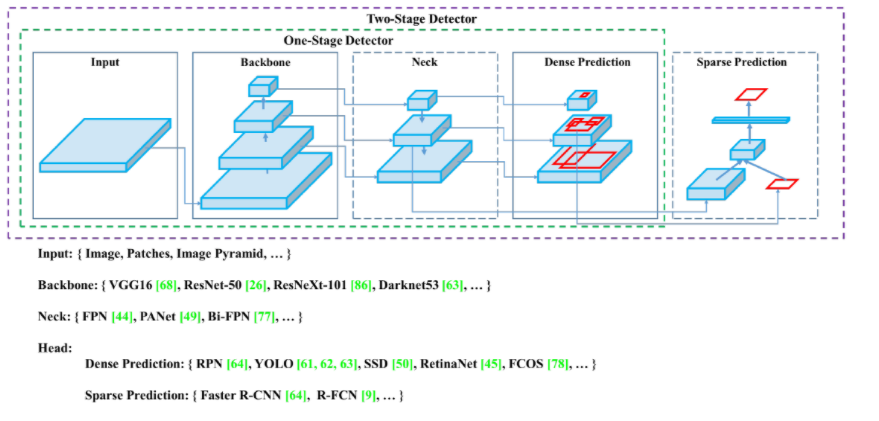 Two-Stage Detector
One-Stage Detector
Input
Backbone
Neck
Dense Prediction
Sparse Prediction
Input: { Image, Patches, Image Pyramid, … }
Backbone: { VGG16 [68], ResNet-50 [26], ResNeXt-101 [86], Darknet53 [63], … }
Neck: { FPN [44], PANet [49], Bi-FPN [77], … }
Head:
Dense Prediction: { RPN [64], YOLO [61, 62, 63], SSD [50], RetinaNet [45], FCOS [78], … }
Sparse Prediction: { Faster R-CNN [64], R-FCN [9], … }